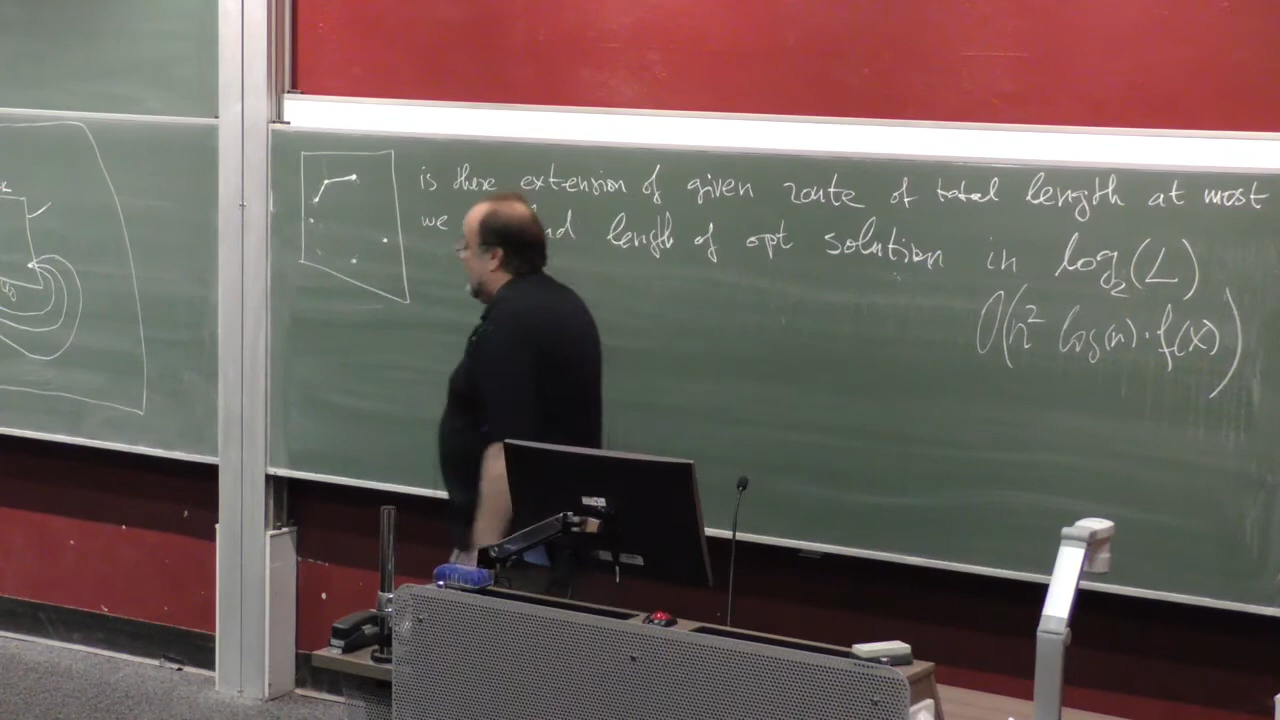 is there extension of given route of total length at most
we nd length of opt solution in log₂(L)
O(n² log(n)·f(x))